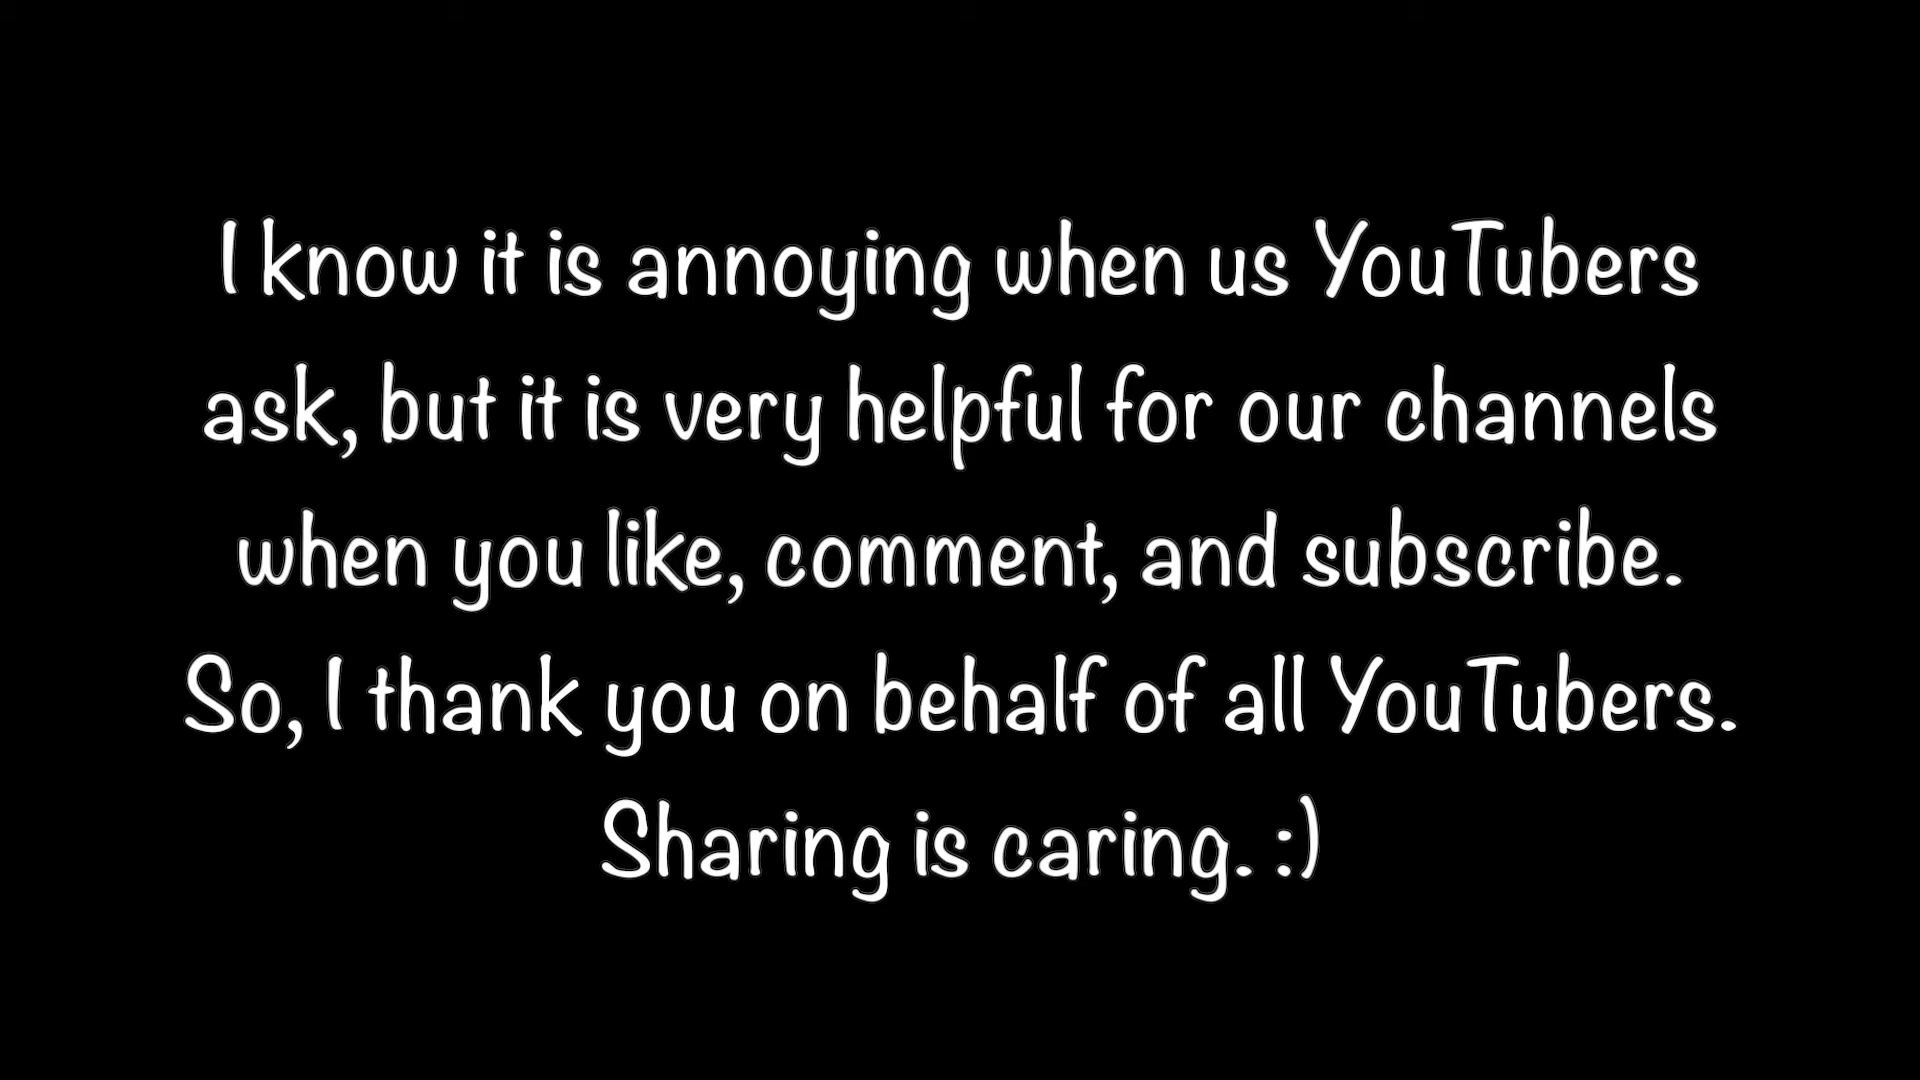 I know it is annoying when us YouTubers
ask, but it is very helpful for our channels
when you like, comment, and subscribe.
So, I thank you on behalf of all YouTubers.
Sharing is caring. :)